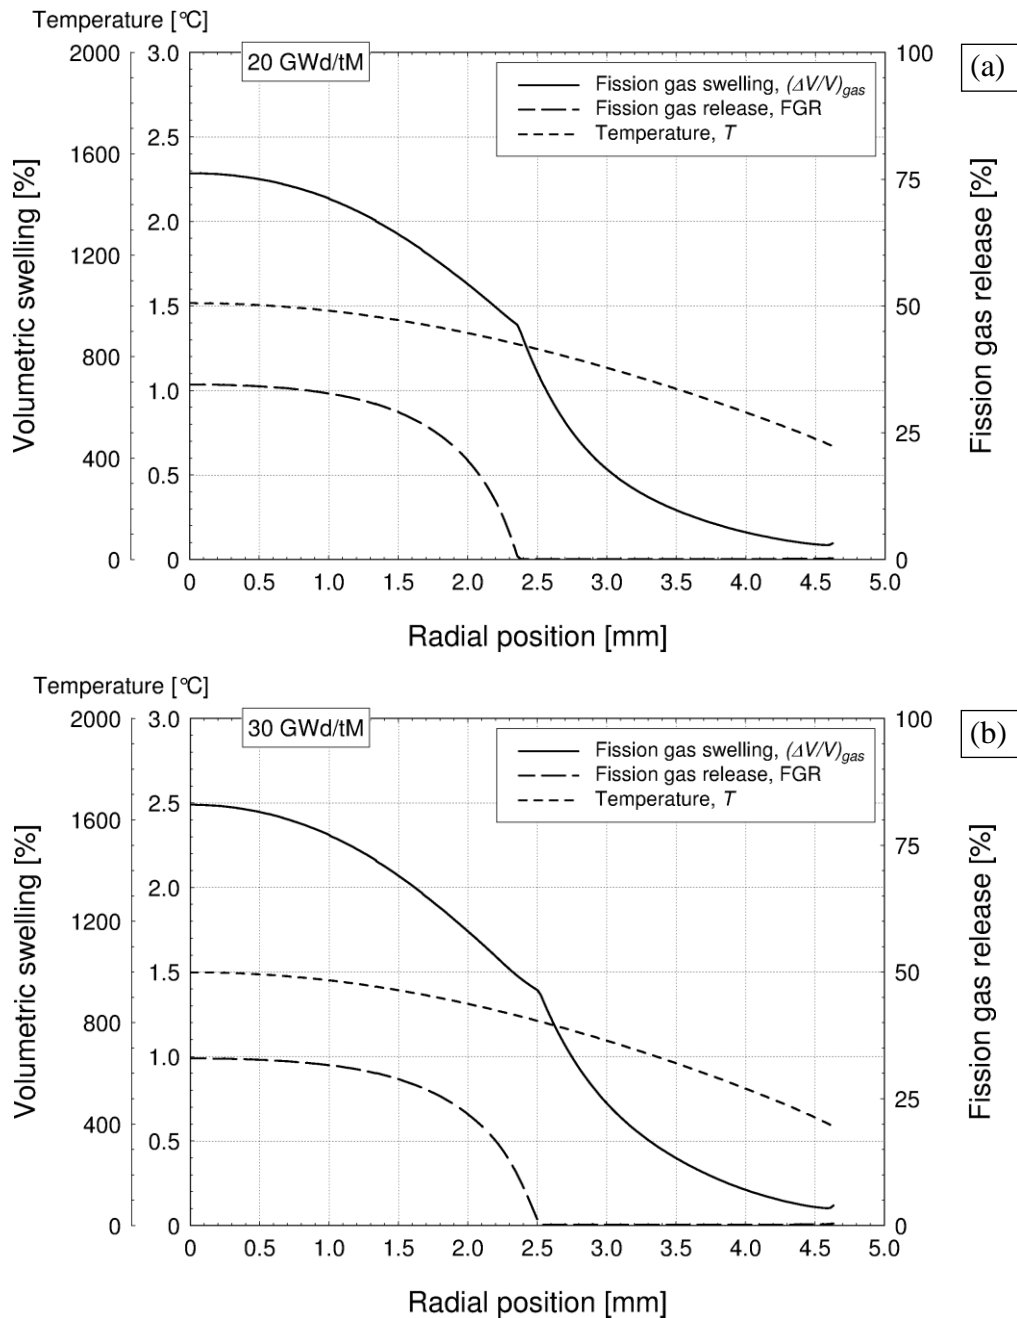 Temperature [°C]
2000
3.0
20 GWd/tM
100
(a)
Fission gas swelling, (ΔV/V)gas
Fission gas release, FGR
Temperature, T
1600
2.5
75
1200
2.0
1.5
50
800
1.0
25
400
0.5
0
0
0
Volumetric swelling [%]
Fission gas release [%]
0 0.5 1.0 1.5 2.0 2.5 3.0 3.5 4.0 4.5 5.0
Radial position [mm]
Temperature [°C]
2000
3.0
30 GWd/tM
100
(b)
Fission gas swelling, (ΔV/V)gas
Fission gas release, FGR
Temperature, T
1600
2.5
75
1200
2.0
1.5
50
800
1.0
25
400
0.5
0
0
0
Volumetric swelling [%]
Fission gas release [%]
0 0.5 1.0 1.5 2.0 2.5 3.0 3.5 4.0 4.5 5.0
Radial position [mm]